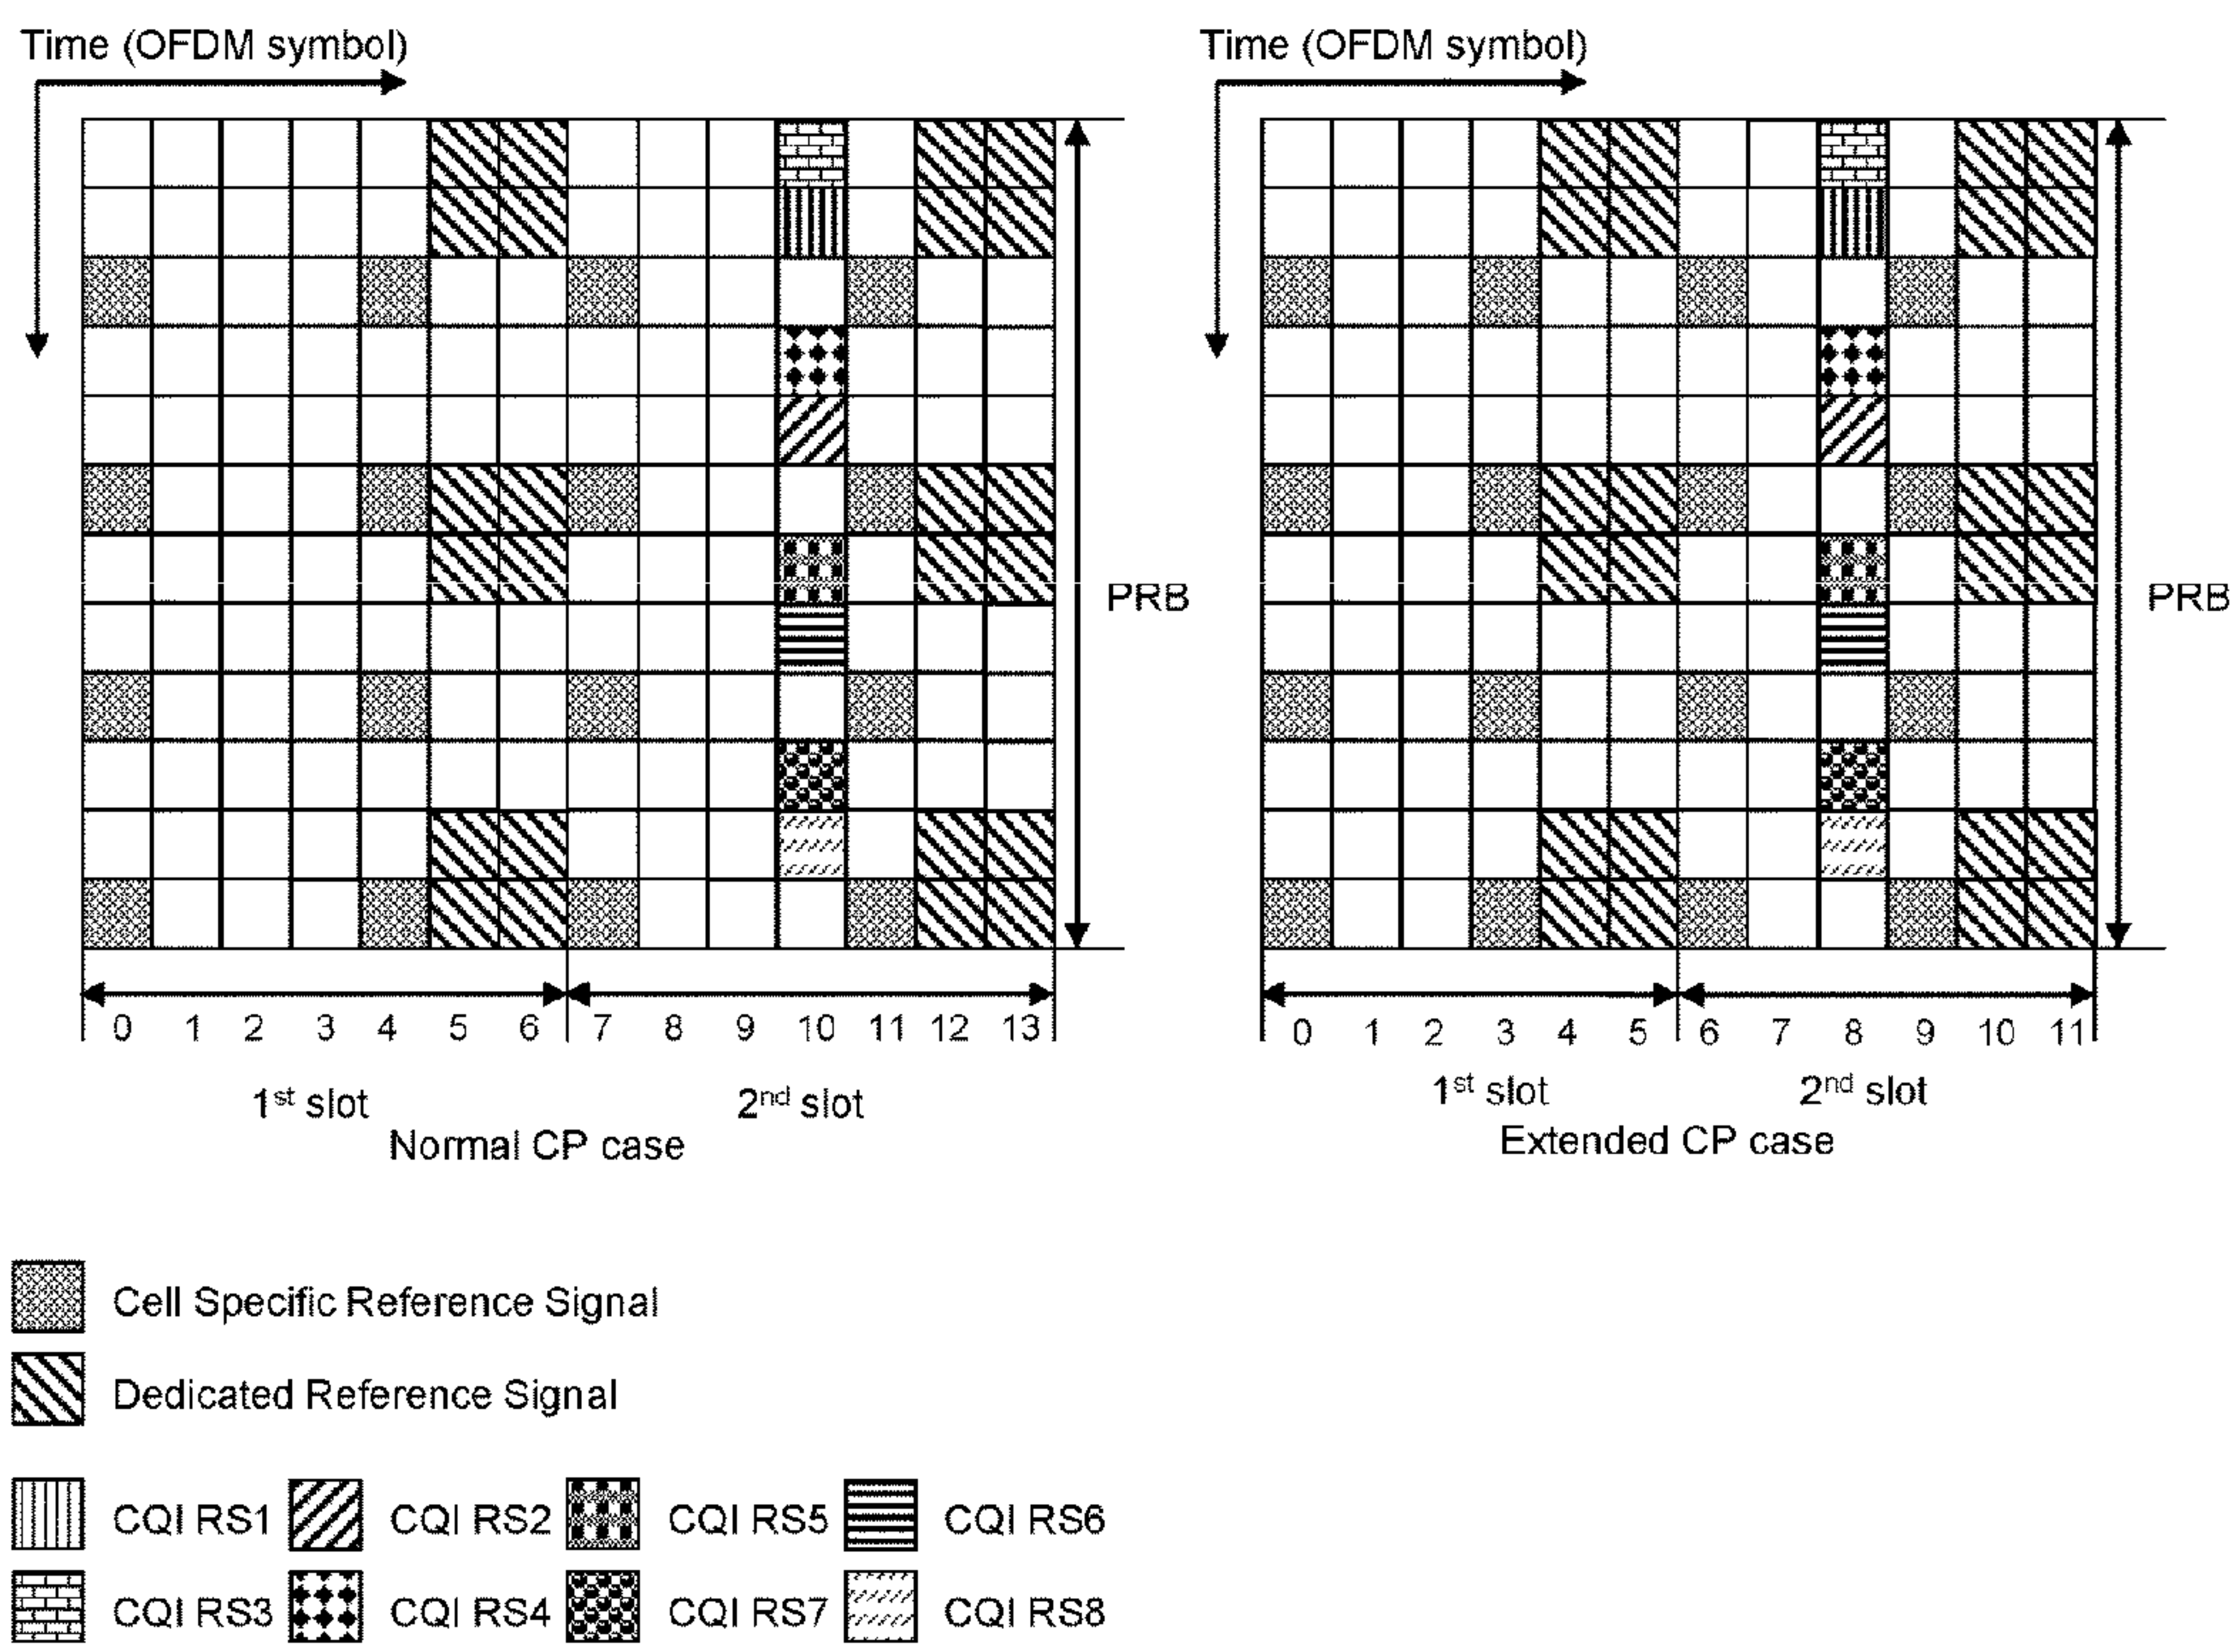 Time (OFDM symbol)
Time (OFDM symbol)
PRB
PRB
0 1 2 3 4 5 6 7 8 9 10 11 12 13
0 1 2 3 4 5 6 7 8 9 10 11
1st slot 2nd slot
1st slot 2nd slot
Normal CP case
Extended CP case
Cell Specific Reference Signal
Dedicated Reference Signal
CQI RS1 CQI RS2 CQI RS5 CQI RS6
CQI RS3 CQI RS4 CQI RS7 CQI RS8